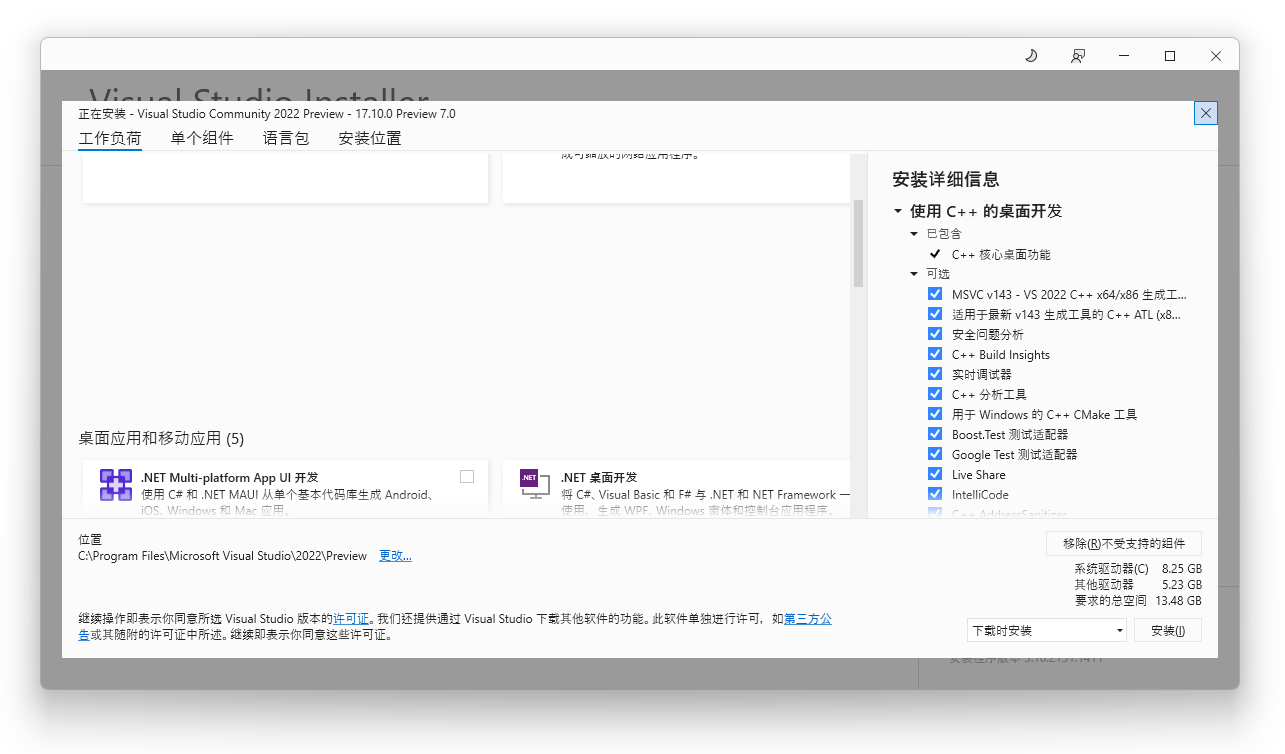 Visual Studio Installer
正在安装 - Visual Studio Community 2022 Preview - 17.10.0 Preview 7.0
工作负荷 单个组件 语言包 安装位置
成可缩放的网络应用程序。
桌面应用和移动应用 (5)
.NET Multi-platform App UI 开发
使用 C# 和 .NET MAUI 从单个基本代码库生成 Android、
iOS、Windows 和 Mac 应用。
.NET
.NET 桌面开发
将 C#、Visual Basic 和 F# 与 .NET 和 NET Framework 一
使用，生成 WPF、Windows 窗体和控制台应用程序。
安装详细信息
使用 C++ 的桌面开发
已包含
C++ 核心桌面功能
可选
MSVC v143 - VS 2022 C++ x64/x86 生成工...
适用于最新 v143 生成工具的 C++ ATL (x8...
安全问题分析
C++ Build Insights
实时调试器
C++ 分析工具
用于 Windows 的 C++ CMake 工具
Boost.Test 测试适配器
Google Test 测试适配器
Live Share
IntelliCode
C++ AddressSanitizer
位置
C:\Program Files\Microsoft Visual Studio\2022\Preview 更改...
移除(R)不受支持的组件
系统驱动器(C) 8.25 GB
其他驱动器 5.23 GB
要求的总空间 13.48 GB
继续操作即表示你同意所选 Visual Studio 版本的许可证。我们还提供通过 Visual Studio 下载其他软件的功能。此软件单独进行许可，如第三方公
告或其随附的许可证中所述。继续即表示你同意这些许可证。
下载时安装
安装(I)